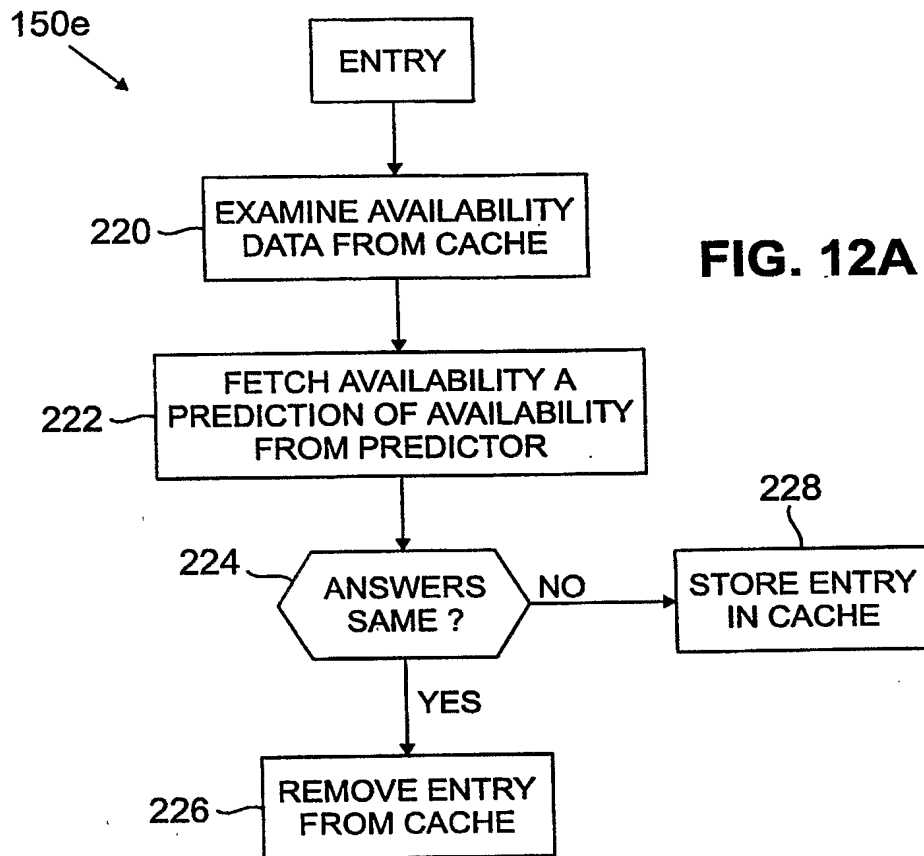 150e
ENTRY
220
EXAMINE AVAILABILITY
DATA FROM CACHE
FIG. 12A
222
FETCH AVAILABILITY A
PREDICTION OF AVAILABILITY
FROM PREDICTOR
224
ANSWERS
SAME ?
NO
228
STORE ENTRY
IN CACHE
YES
226
REMOVE ENTRY
FROM CACHE